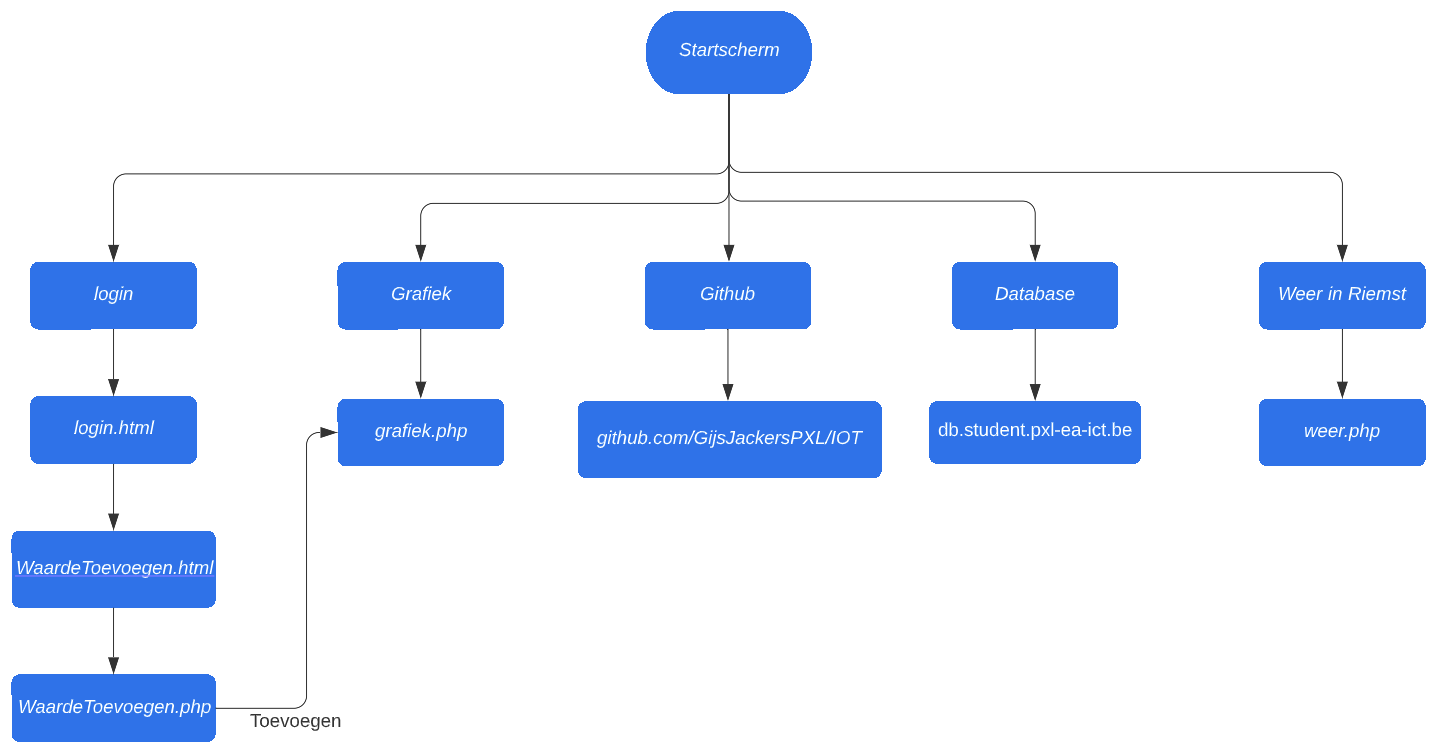 Startscherm
login
Grafiek
Github
Database
Weer in Riemst
login.html
grafiek.php
github.com/GijsJackersPXL/IOT
db.student.pxl-ea-ict.be
weer.php
WaardeToevoegen.html
WaardeToevoegen.php
Toevoegen